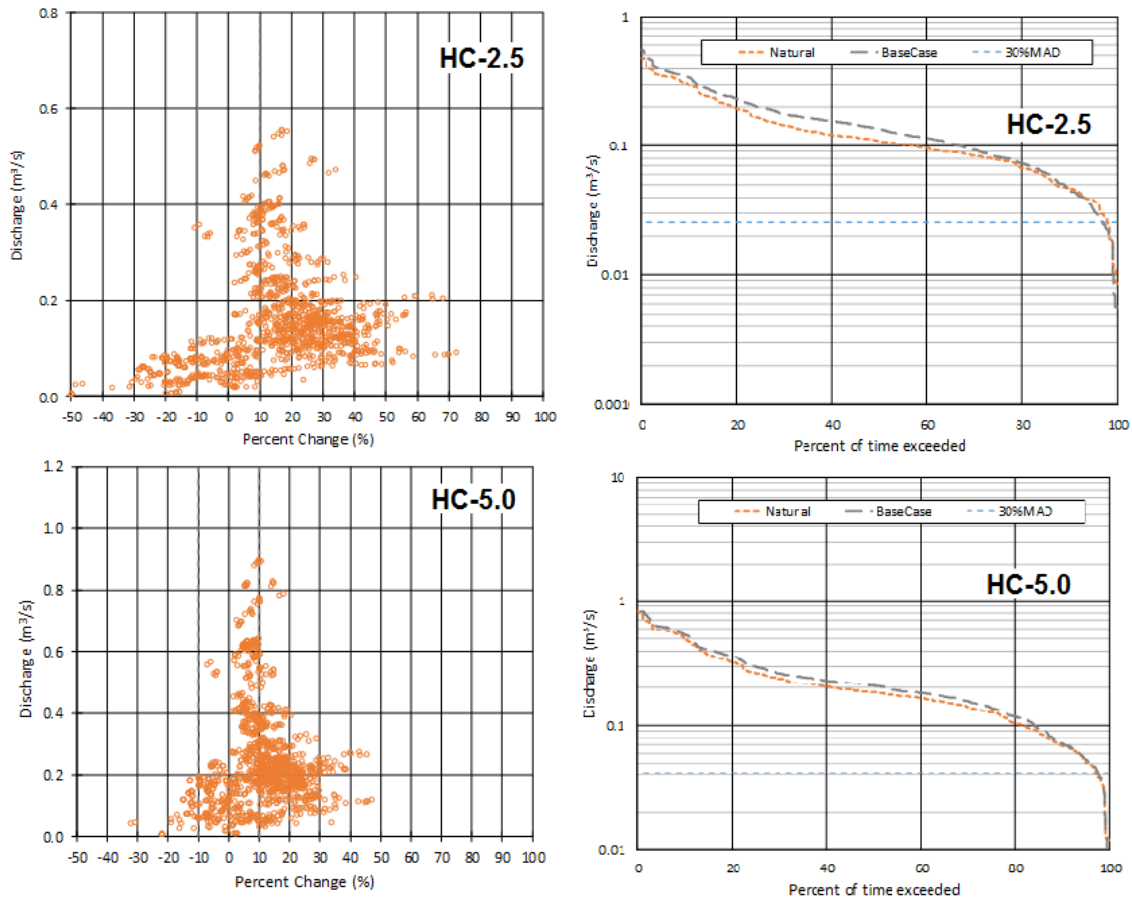 0.8
0.6
0.4
0.2
0.0
Discharge (m³/s)
HC-2.5
-50 -40 -30 -20 -10 0 10 20 30 40 50 60 70 80 90 100
Percent Change (%)
1
0.1
0.01
0.0010
Discharge (m³/s)
Natural BaseCase 30%MAD
HC-2.5
0 20 40 60 80 100
Percent of time exceeded
1.2
1.0
0.8
0.6
0.4
0.2
0.0
Discharge (m³/s)
HC-5.0
-50 -40 -30 -20 -10 0 10 20 30 40 50 60 70 80 90 100
Percent Change (%)
10
1
0.1
0.01
Discharge (m³/s)
Natural BaseCase 30%MAD
HC-5.0
0 20 40 60 80 100
Percent of time exceeded